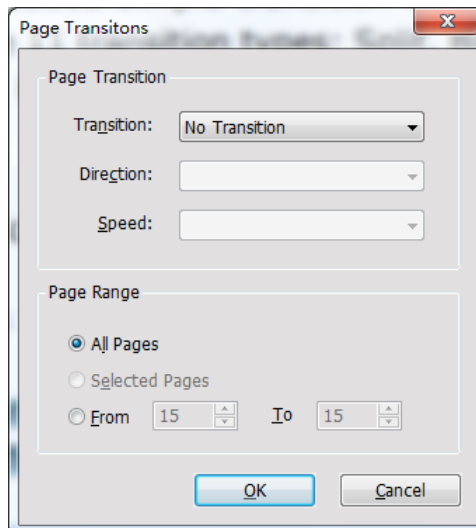 Page Transitons
Page Transition
Transition: No Transition
Direction:
Speed:
Page Range
All Pages
Selected Pages
From 15 To 15
OK Cancel